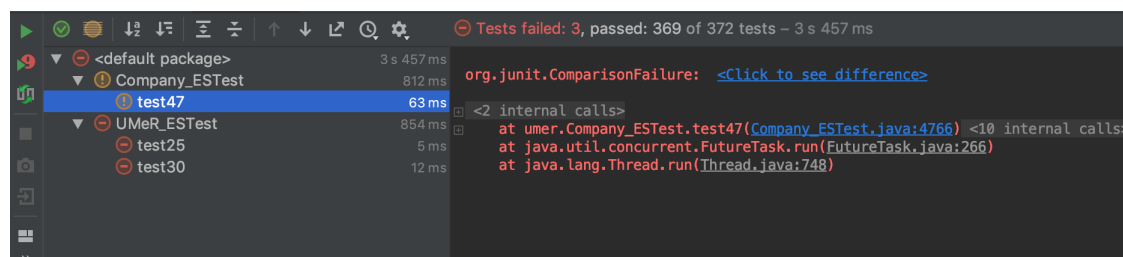 Tests failed: 3, passed: 369 of 372 tests – 3 s 457 ms
<default package> 3 s 457 ms
Company_ESTest 812 ms
test47 63 ms
UMeR_ESTest 854 ms
test25 5 ms
test30 12 ms
org.junit.ComparisonFailure: <Click to see difference>
<2 internal calls>
at umer.Company_ESTest.test47(Company_ESTest.java:4766) <10 internal calls>
at java.util.concurrent.FutureTask.run(FutureTask.java:266)
at java.lang.Thread.run(Thread.java:748)